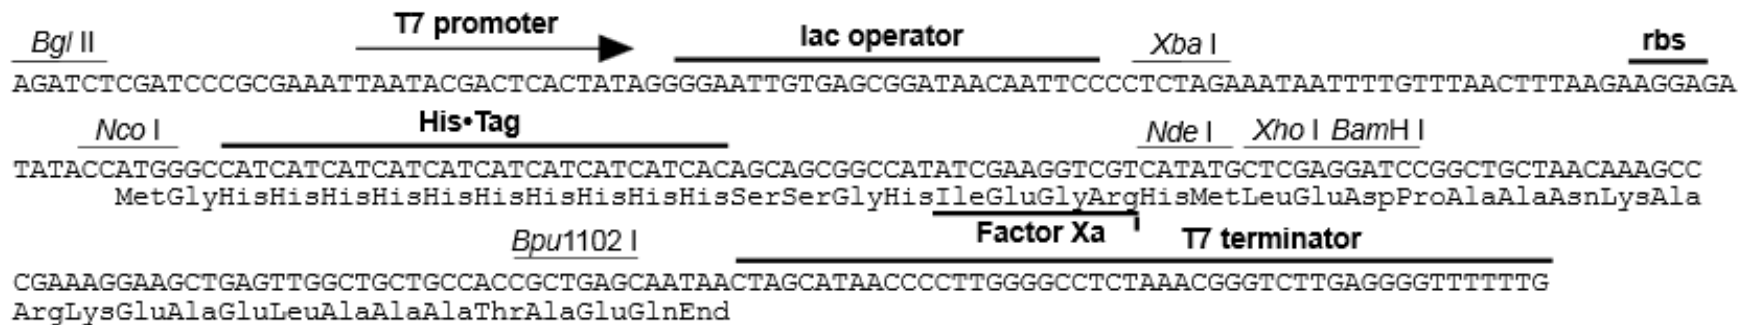 T7 promoter lac operator
Bgl II Xba I rbs
AGATCTCGATCCCGCGAAATTAATACGACTCACTATAGGGGAATTGTGAGCGGATAACAATTCCCCTCTAGAAATAATTTTGTTTAACTTTAAGAAGGAGA
Nco I His•Tag Nde I Xho I BamH I
TATACCATGGGCCATCATCATCATCATCATCATCATCATCACAGCAGCGGCCATATCGAAGGTCGTCATATGCTCGAGGATCCGGCTGCTAACAAAGCC
MetGlyHisHisHisHisHisHisHisHisHisHisSerSerGlyHisIleGluGlyArgHisMetLeuGluAspProAlaAlaAsnLysAla
Bpu1102 I Factor Xa T7 terminator
CGAAAGGAAGCTGAGTTGGCTGCTGCCACCGCTGAGCAATAACTAGCATAACCCCTTGGGGCCTCTAAACGGGTCTTGAGGGGTTTTTTG
ArgLysGluAlaGluLeuAlaAlaAlaThrAlaGluGlnEnd